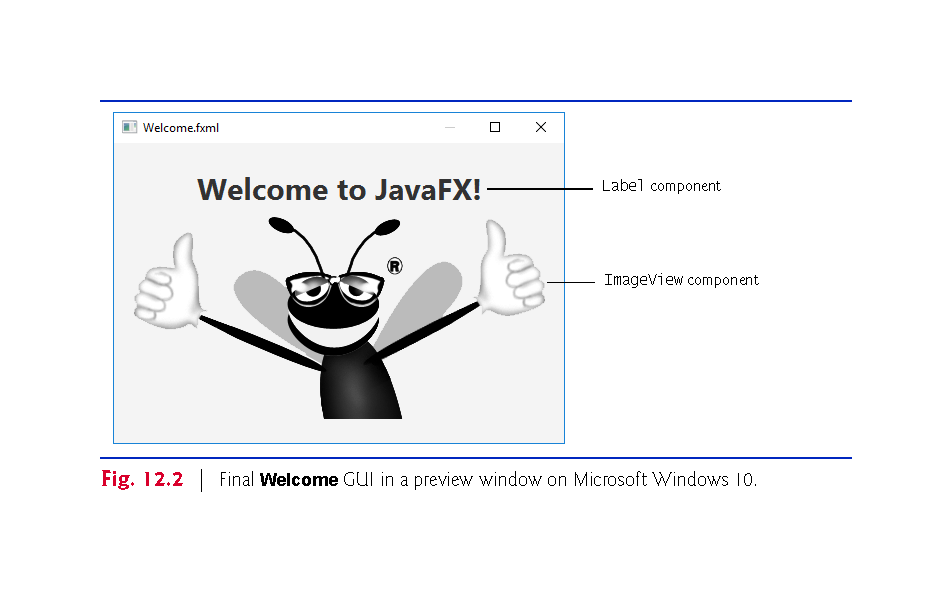 Welcome.fxml
Welcome to JavaFX!
Label component
®
ImageView component
Fig. 12.2 | Final Welcome GUI in a preview window on Microsoft Windows 10.